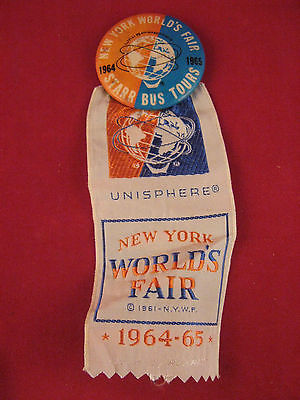 NEW YORK WORLD'S FAIR
1964 1965
STARR BUS TOURS
UNISPHERE®
NEW YORK
WORLD'S
FAIR
© 1961-N.Y.W.F.
* 1964-65 *